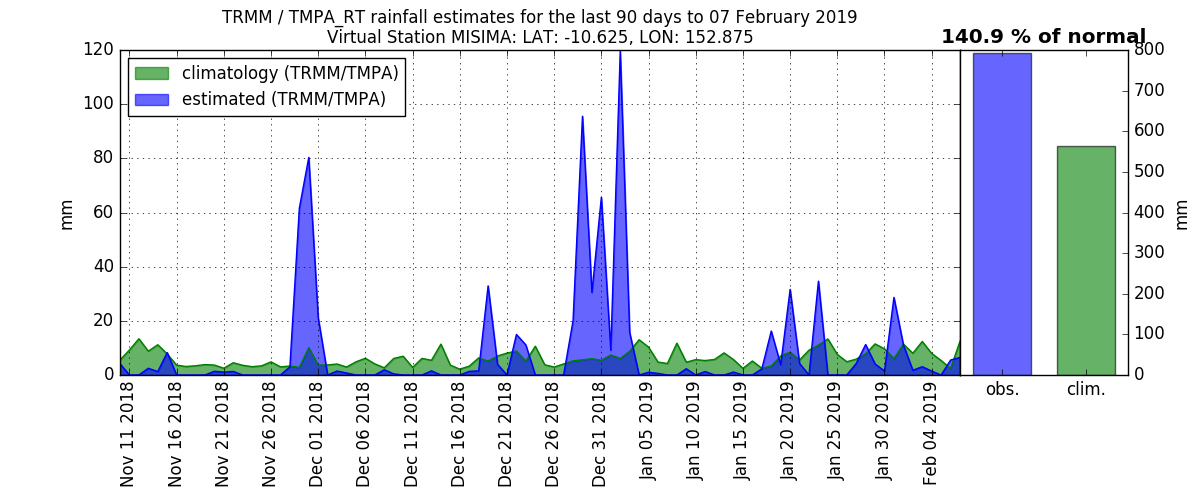 TRMM / TMPA_RT rainfall estimates for the last 90 days to 07 February 2019
Virtual Station MISIMA: LAT: -10.625, LON: 152.875
140.9 % of normal
climatology (TRMM/TMPA)
estimated (TRMM/TMPA)
120
100
80
60
40
20
0
mm
Nov 11 2018
Nov 16 2018
Nov 21 2018
Nov 26 2018
Dec 01 2018
Dec 06 2018
Dec 11 2018
Dec 16 2018
Dec 21 2018
Dec 26 2018
Dec 31 2018
Jan 05 2019
Jan 10 2019
Jan 15 2019
Jan 20 2019
Jan 25 2019
Jan 30 2019
Feb 04 2019
obs.
clim.
800
700
600
500
400
300
200
100
0
mm